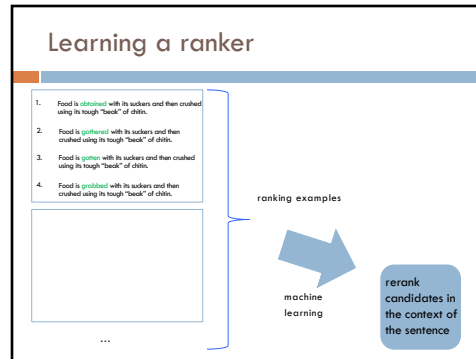 Learning a ranker
1. Food is obtained with its suckers and then crushed
using its tough "beak" of chitin.
2. Food is gathered with its suckers and then
crushed using its tough "beak" of chitin.
3. Food is gotten with its suckers and then crushed
using its tough "beak" of chitin.
4. Food is grabbed with its suckers and then
crushed using its tough "beak" of chitin.
...
ranking examples
machine
learning
rerank
candidates in
the context of
the sentence